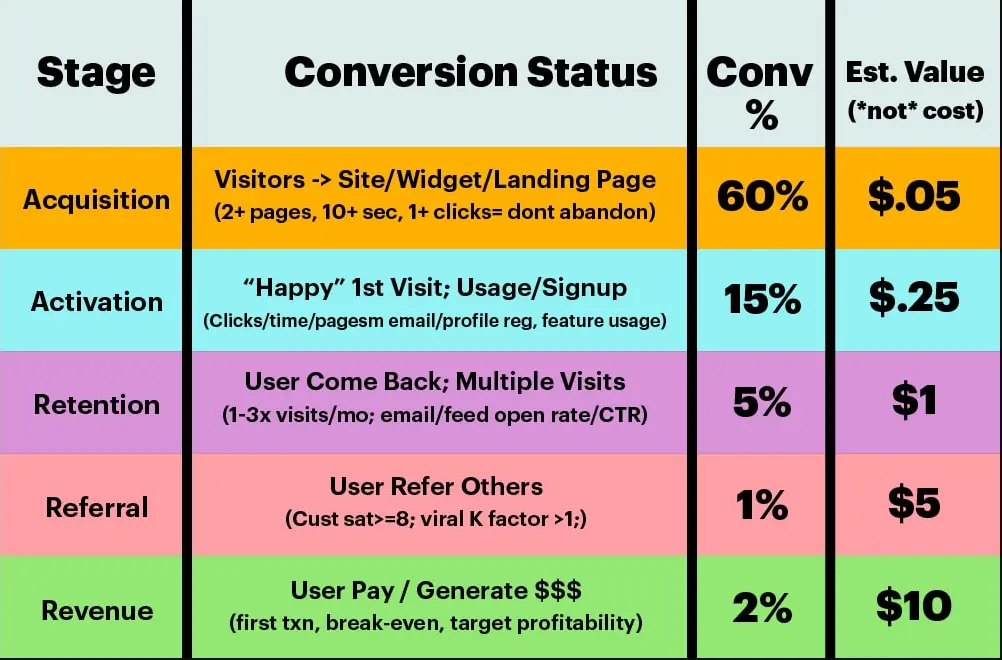 Stage
Conversion Status
Conv
%
Est. Value
(*not* cost)
Acquisition
Visitors -> Site/Widget/Landing Page
(2+ pages, 10+ sec, 1+ clicks= dont abandon)
60%
$.05
Activation
“Happy” 1st Visit; Usage/Signup
(Clicks/time/pagesm email/profile reg, feature usage)
15%
$.25
Retention
User Come Back; Multiple Visits
(1-3x visits/mo; email/feed open rate/CTR)
5%
$1
Referral
User Refer Others
(Cust sat>=8; viral K factor >1;)
1%
$5
Revenue
User Pay / Generate $$$
(first txn, break-even, target profitability)
2%
$10